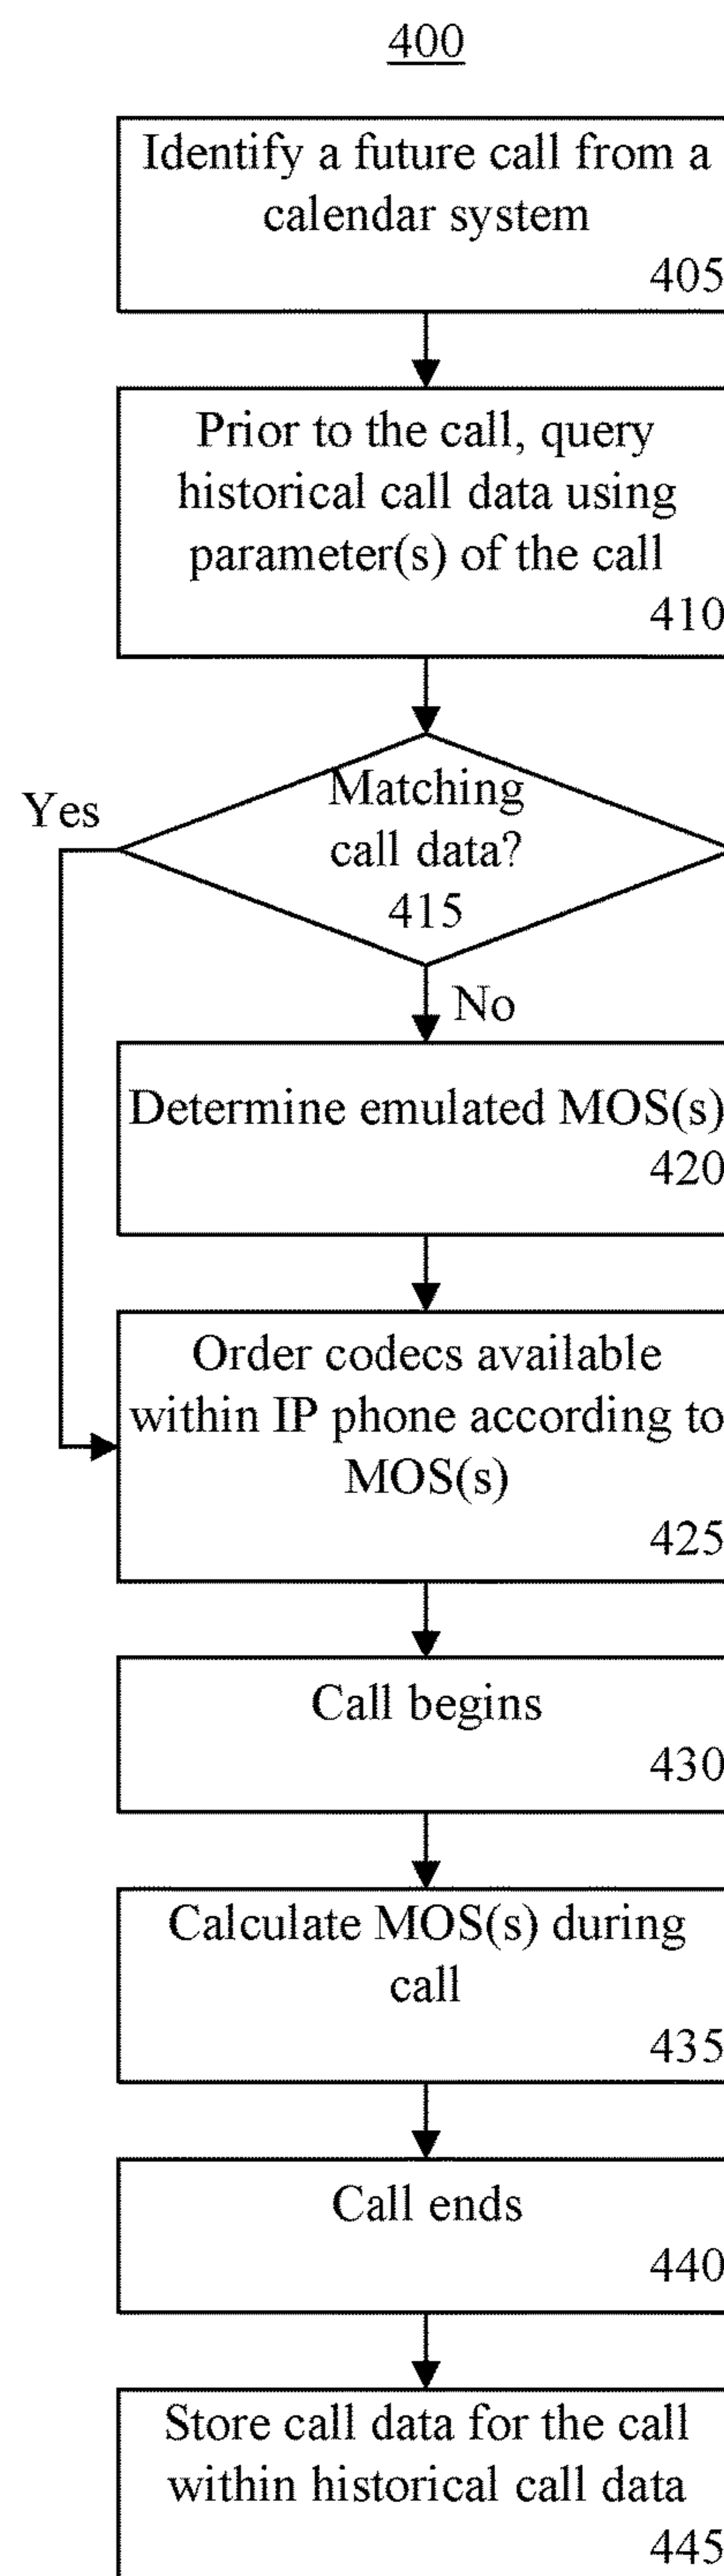 400
Identify a future call from a
calendar system
405
Prior to the call, query
historical call data using
parameter(s) of the call
410
Matching
call data?
415
Yes
No
Determine emulated MOS(s)
420
Order codecs available
within IP phone according to
MOS(s)
425
Call begins
430
Calculate MOS(s) during
call
435
Call ends
440
Store call data for the call
within historical call data
445